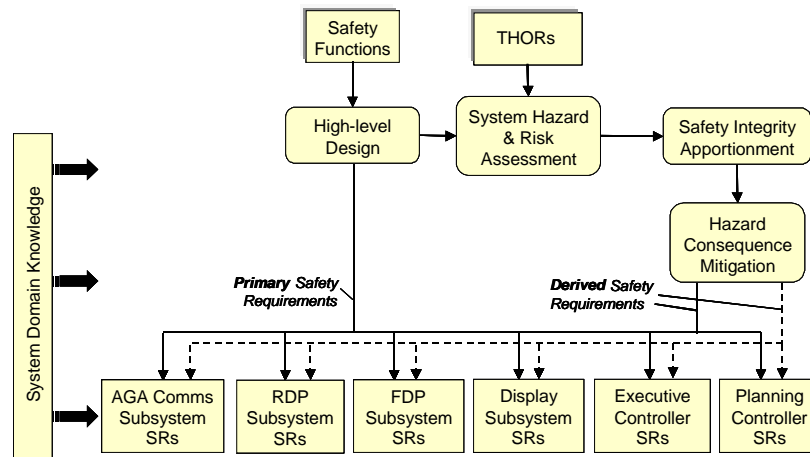 Safety
Functions
THORs
High-level
Design
System Hazard
& Risk
Assessment
Safety Integrity
Apportionment
Hazard
Consequence
Mitigation
System Domain Knowledge
Primary Safety
Requirements
Derived Safety
Requirements
AGA Comms
Subsystem
SRs
RDP
Subsystem
SRs
FDP
Subsystem
SRs
Display
Subsystem
SRs
Executive
Controller
SRs
Planning
Controller
SRs